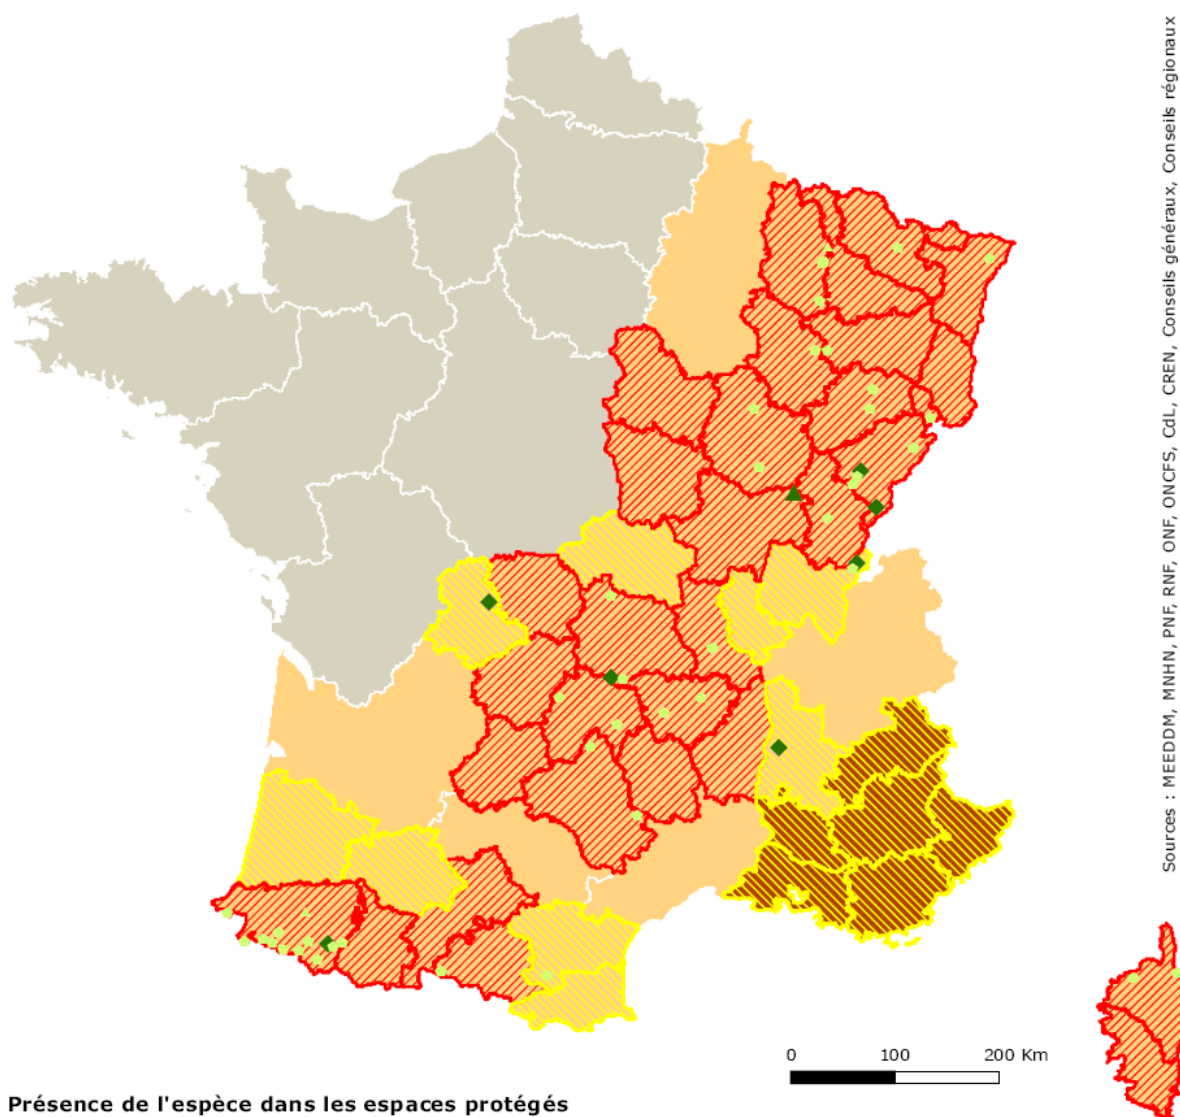 Sources : MEEDDM, MNHN, PNF, RNF, ONF, ONCFS, CdL, CREN, Conseils généraux, Conseils régionaux
0 100 200 Km
Présence de l'espèce dans les espaces protégés